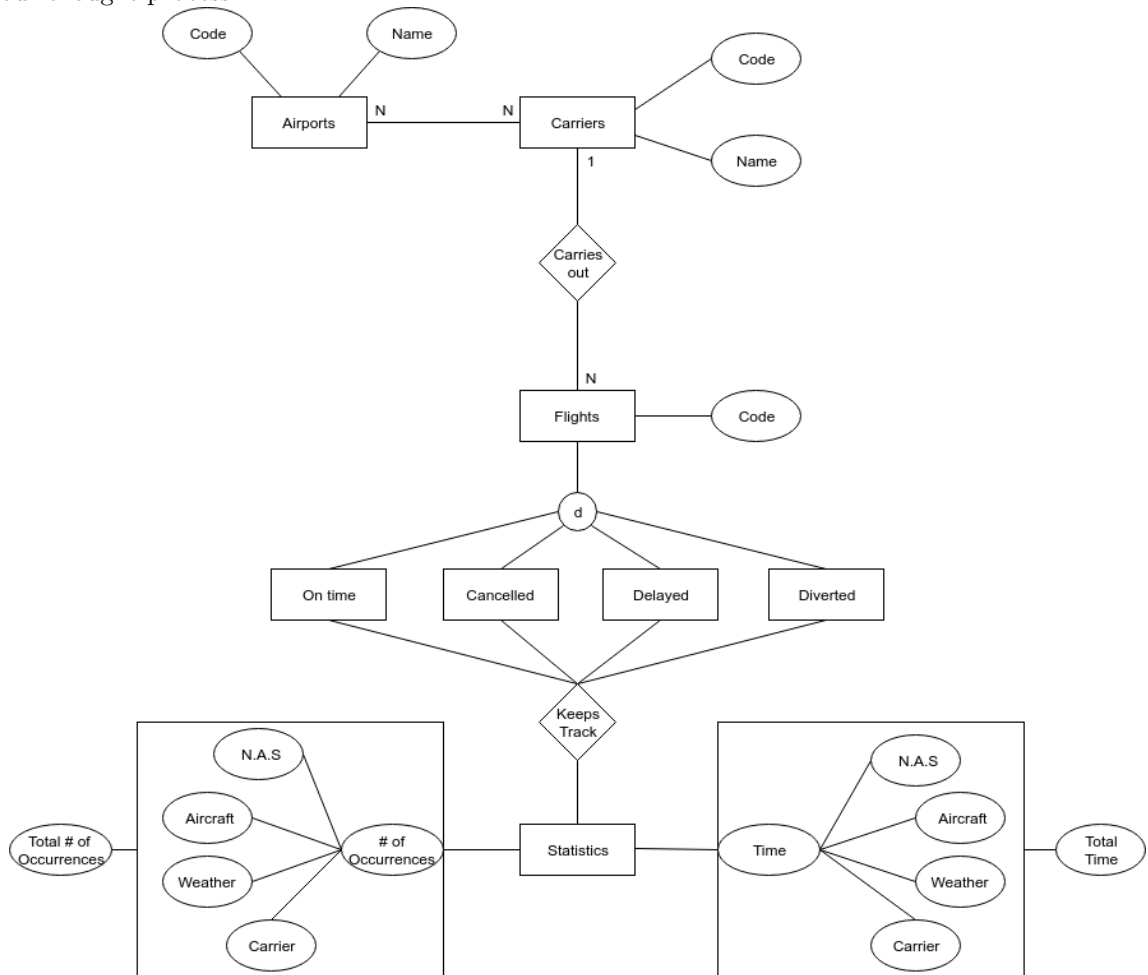 Code
Name
Code
Airports
N
N
Carriers
1
Name
Carries
out
N
Flights
Code
d
On time
Cancelled
Delayed
Diverted
Keeps
Track
N.A.S
N.A.S
Aircraft
Aircraft
Total # of
Occurrences
# of
Occurrences
Statistics
Time
Total
Time
Weather
Weather
Carrier
Carrier